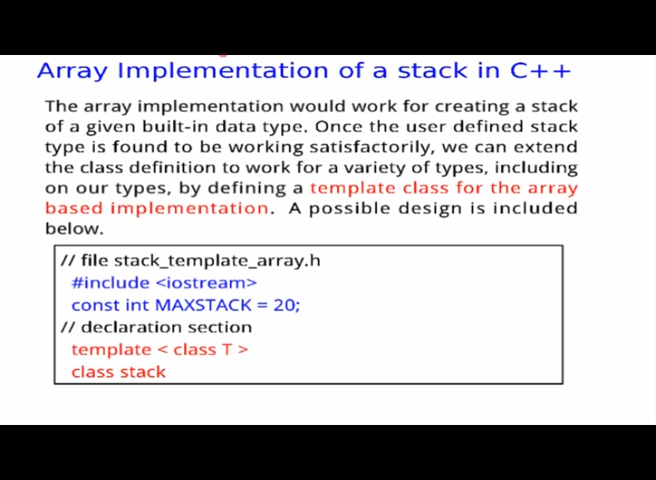 Array Implementation of a stack in C++
The array implementation would work for creating a stack
of a given built-in data type. Once the user defined stack
type is found to be working satisfactorily, we can extend
the class definition to work for a variety of types, including
on our types, by defining a template class for the array
based implementation. A possible design is included
below.
// file stack_template_array.h
#include <iostream>
const int MAXSTACK = 20;
// declaration section
template < class T >
class stack